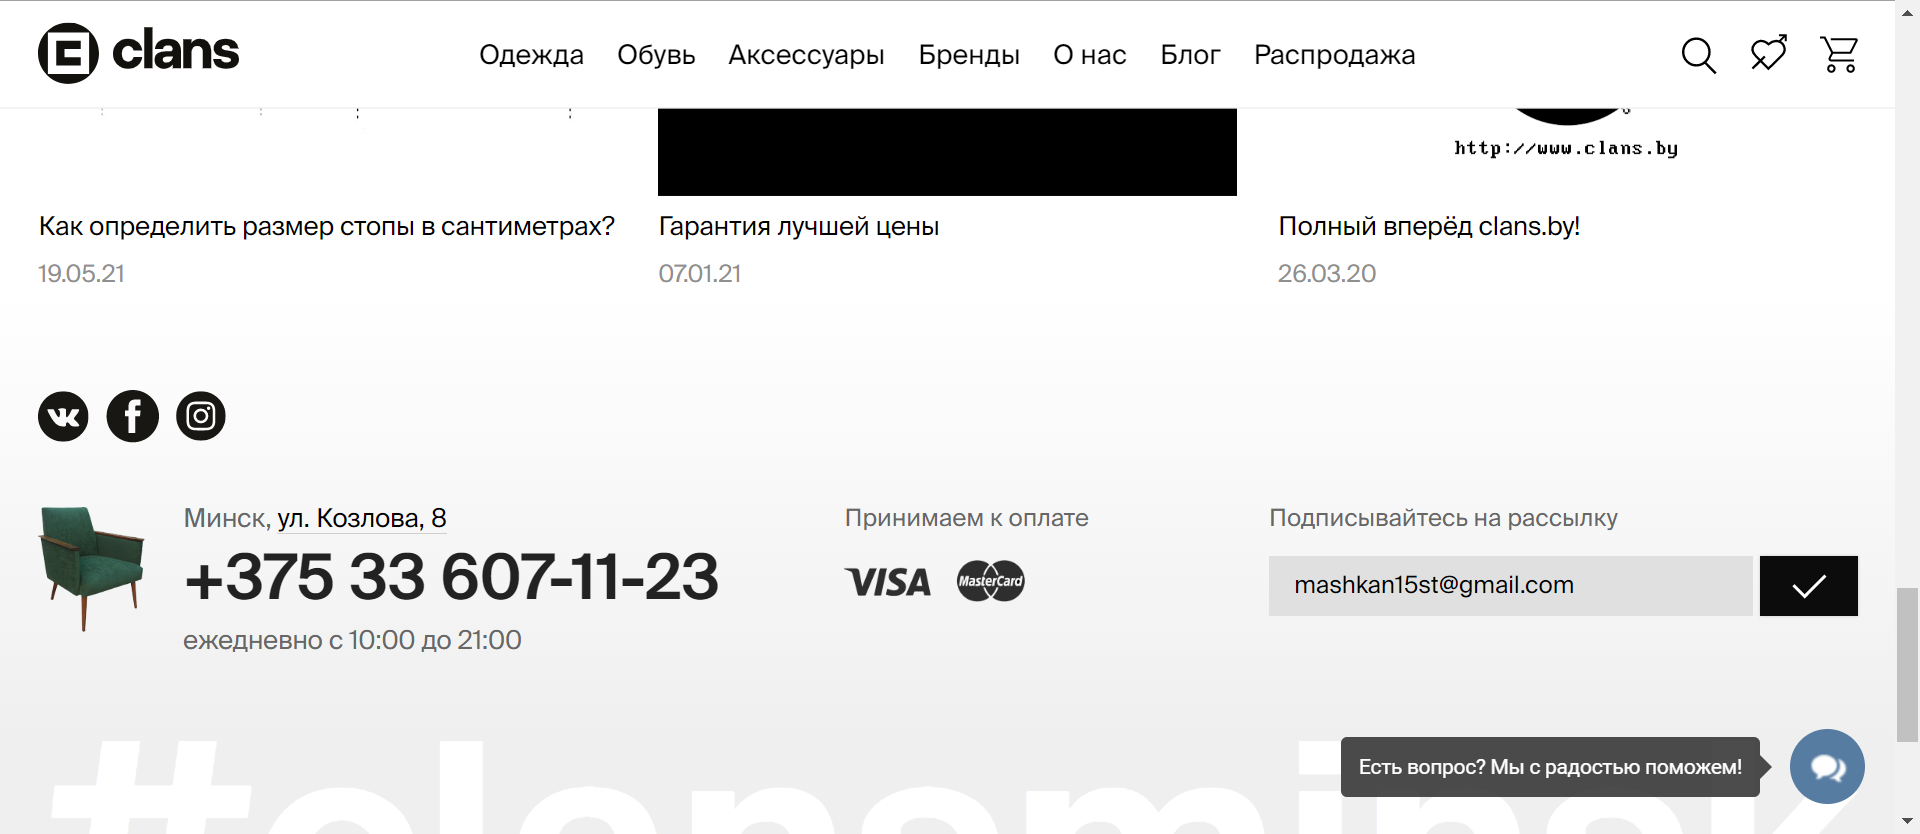 clans
Одежда Обувь Аксессуары Бренды О нас Блог Распродажа
http://www.clans.by
Как определить размер стопы в сантиметрах?
19.05.21
Гарантия лучшей цены
07.01.21
Полный вперёд clans.by!
26.03.20
Минск, ул. Козлова, 8
+375 33 607-11-23
ежедневно с 10:00 до 21:00
Принимаем к оплате
VISA MasterCard
Подписывайтесь на рассылку
mashkan15st@gmail.com
Есть вопрос? Мы с радостью поможем!
#clansminsk